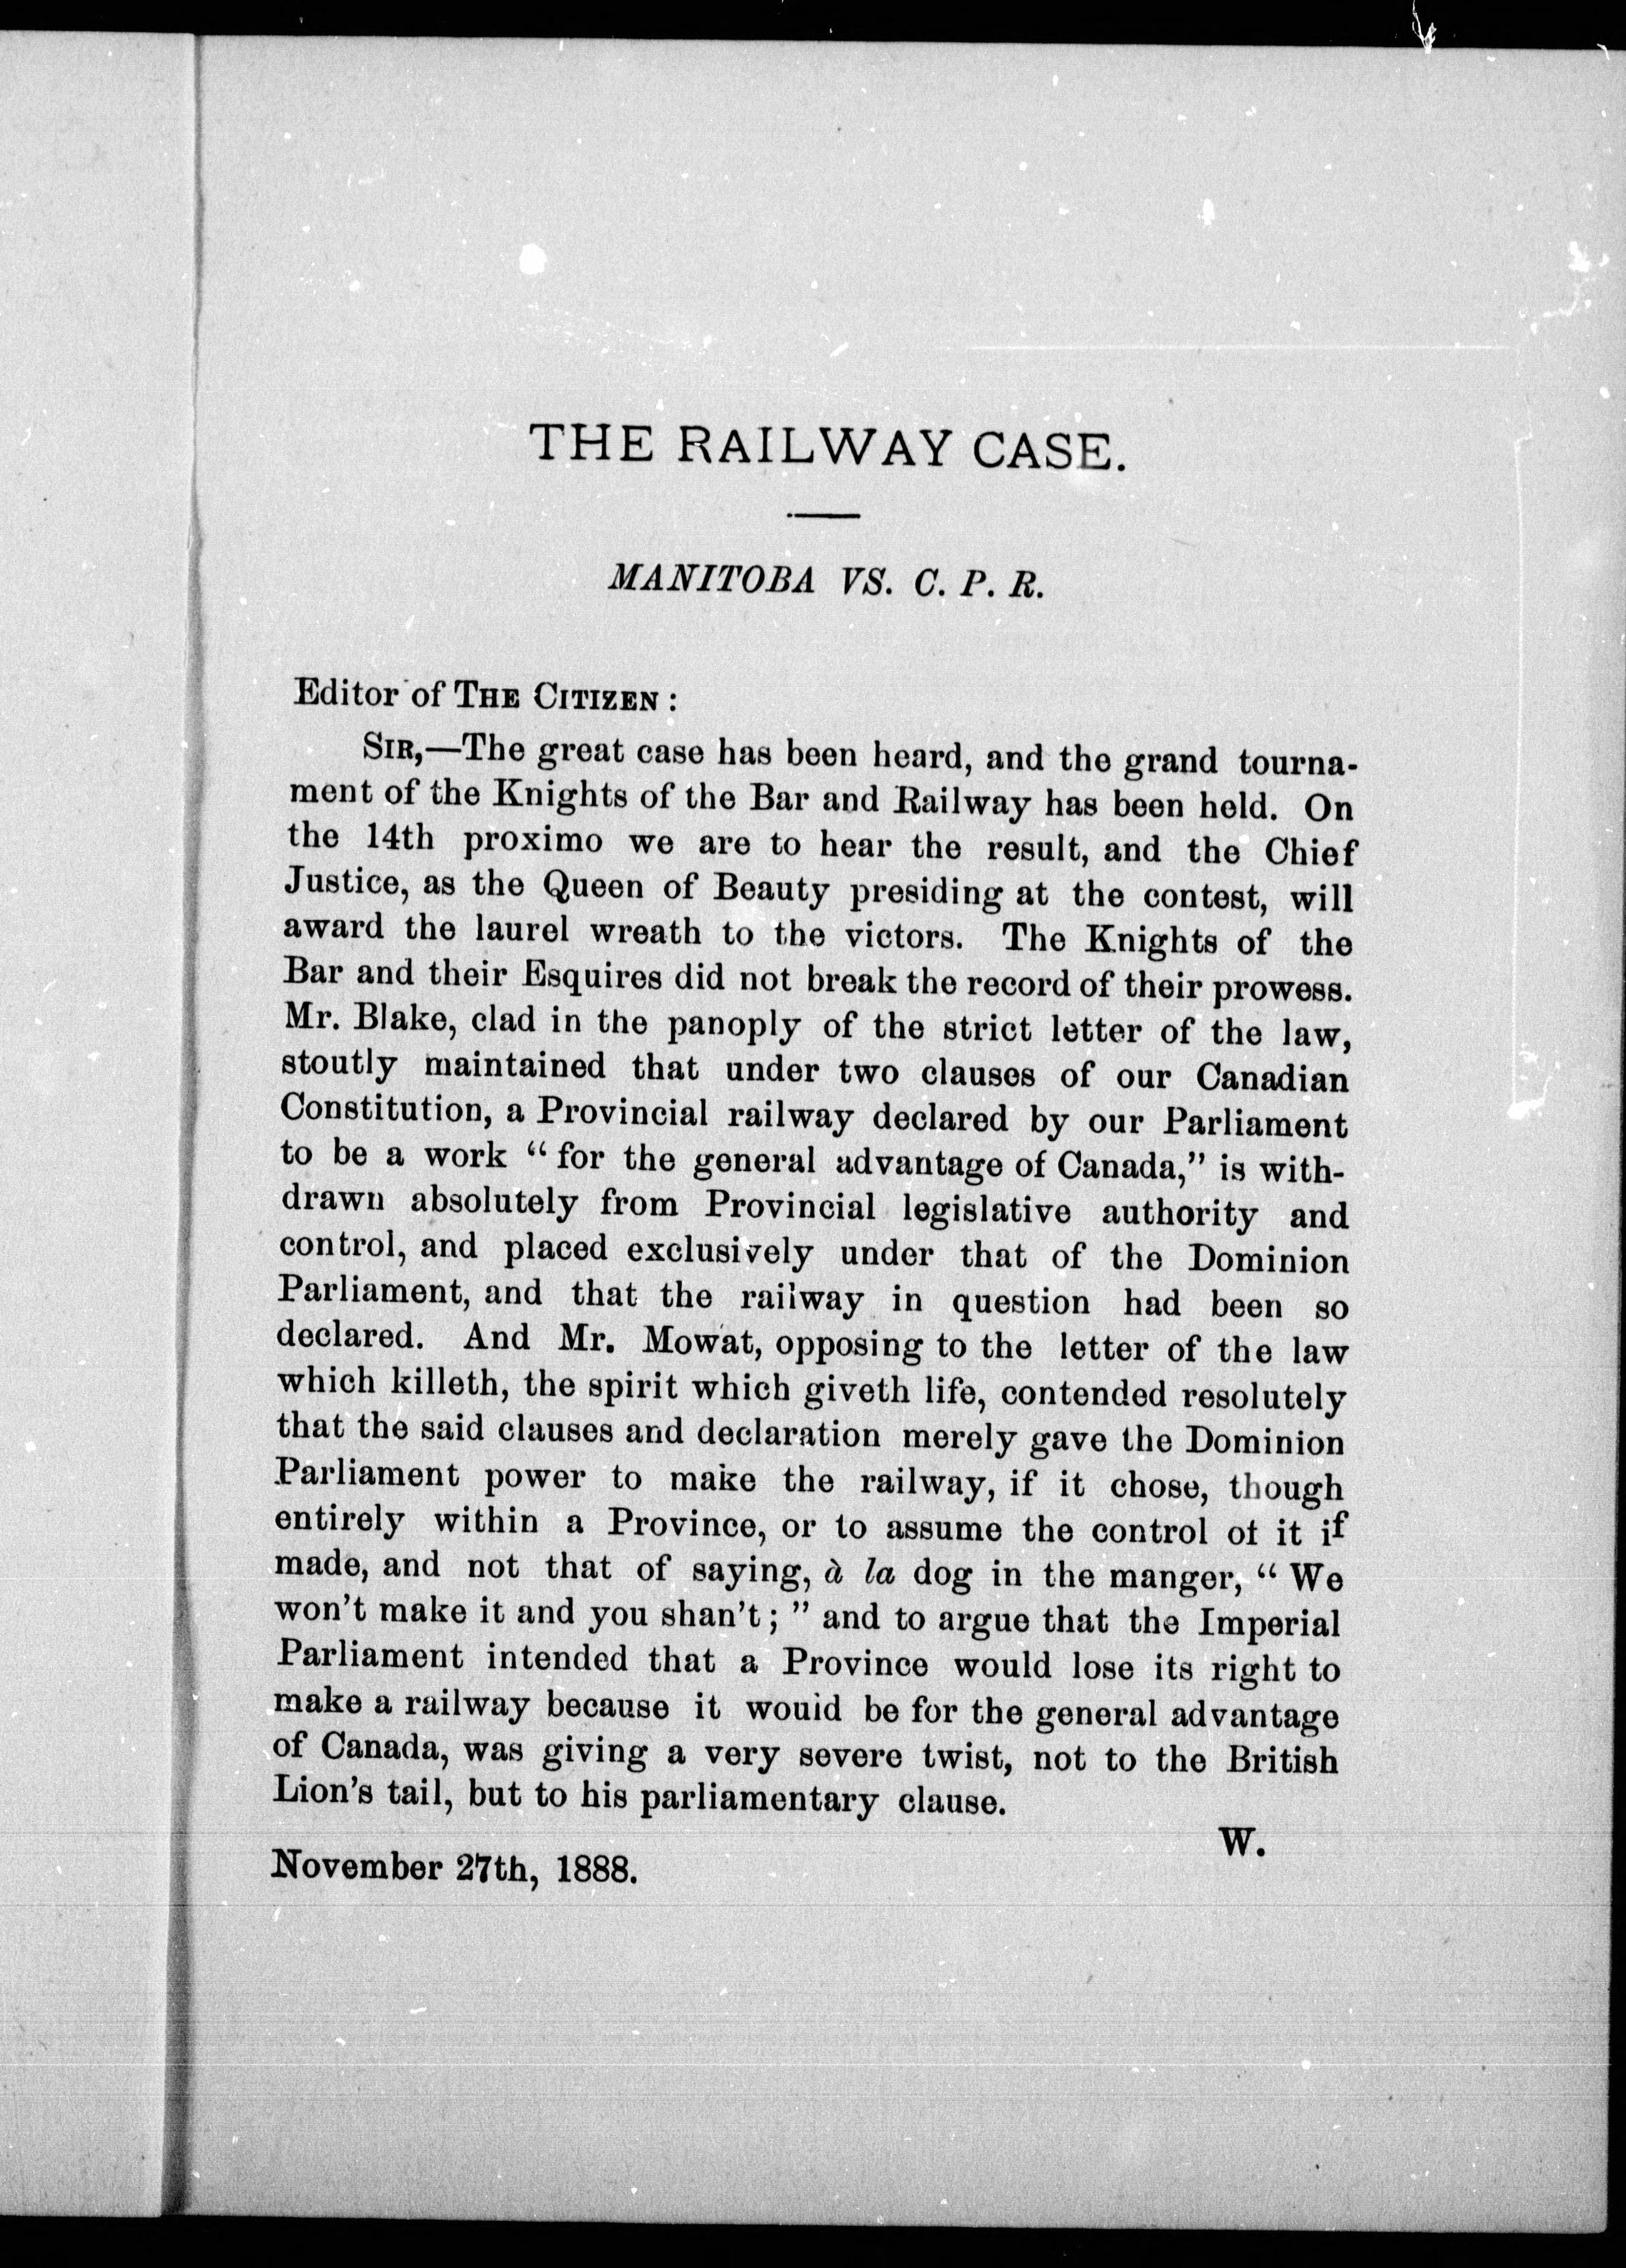 THE RAILWAY CASE.
MANITOBA VS. C. P. R.
Editor of THE CITIZEN :
SIR,—The great case has been heard, and the grand tourna-
ment of the Knights of the Bar and Railway has been held. On
the 14th proximo we are to hear the result, and the Chief
Justice, as the Queen of Beauty presiding at the contest, will
award the laurel wreath to the victors. The Knights of the
Bar and their Esquires did not break the record of their prowess.
Mr. Blake, clad in the panoply of the strict letter of the law,
stoutly maintained that under two clauses of our Canadian
Constitution, a Provincial railway declared by our Parliament
to be a work “ for the general advantage of Canada,” is with-
drawn absolutely from Provincial legislative authority and
control, and placed exclusively under that of the Dominion
Parliament, and that the railway in question had been so
declared. And Mr. Mowat, opposing to the letter of the law
which killeth, the spirit which giveth life, contended resolutely
that the said clauses and declaration merely gave the Dominion
Parliament power to make the railway, if it chose, though
entirely within a Province, or to assume the control of it if
made, and not that of saying, à la dog in the manger, “ We
won’t make it and you shan’t ; ” and to argue that the Imperial
Parliament intended that a Province would lose its right to
make a railway because it would be for the general advantage
of Canada, was giving a very severe twist, not to the British
Lion’s tail, but to his parliamentary clause.
W.
November 27th, 1888.